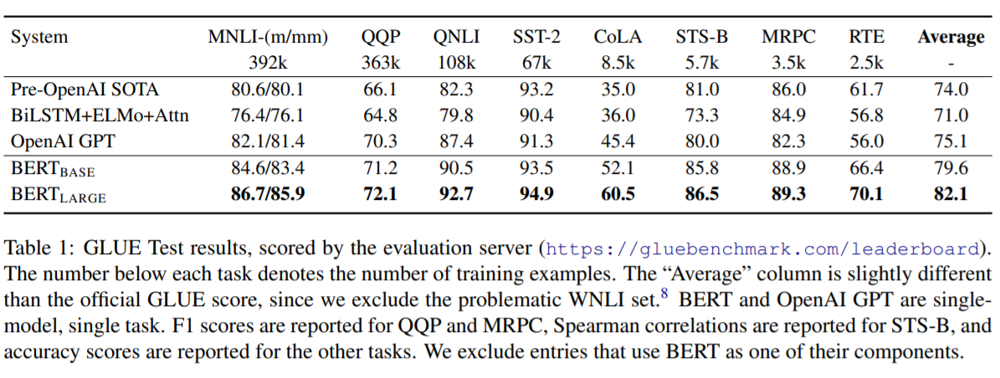 System MNLI-(m/mm) QQP QNLI SST-2 CoLA STS-B MRPC RTE Average
392k 363k 108k 67k 8.5k 5.7k 3.5k 2.5k -
Pre-OpenAI SOTA 80.6/80.1 66.1 82.3 93.2 35.0 81.0 86.0 61.7 74.0
BiLSTM+ELMo+Attn 76.4/76.1 64.8 79.8 90.4 36.0 73.3 84.9 56.8 71.0
OpenAI GPT 82.1/81.4 70.3 87.4 91.3 45.4 80.0 82.3 56.0 75.1
BERTBASE 84.6/83.4 71.2 90.5 93.5 52.1 85.8 88.9 66.4 79.6
BERTLARGE 86.7/85.9 72.1 92.7 94.9 60.5 86.5 89.3 70.1 82.1
Table 1: GLUE Test results, scored by the evaluation server (https://gluebenchmark.com/leaderboard).
The number below each task denotes the number of training examples. The “Average” column is slightly different
than the official GLUE score, since we exclude the problematic WNLI set.8 BERT and OpenAI GPT are single-
model, single task. F1 scores are reported for QQP and MRPC, Spearman correlations are reported for STS-B, and
accuracy scores are reported for the other tasks. We exclude entries that use BERT as one of their components.